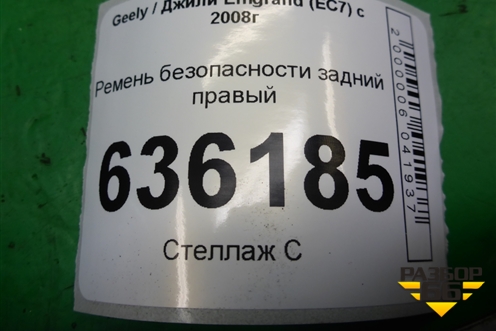 Geely / Джили Emgrand (EC7) с
2008г
Ремень безопасности задний
правый
636185
Стеллаж С
2000006041937
РАЗБОР